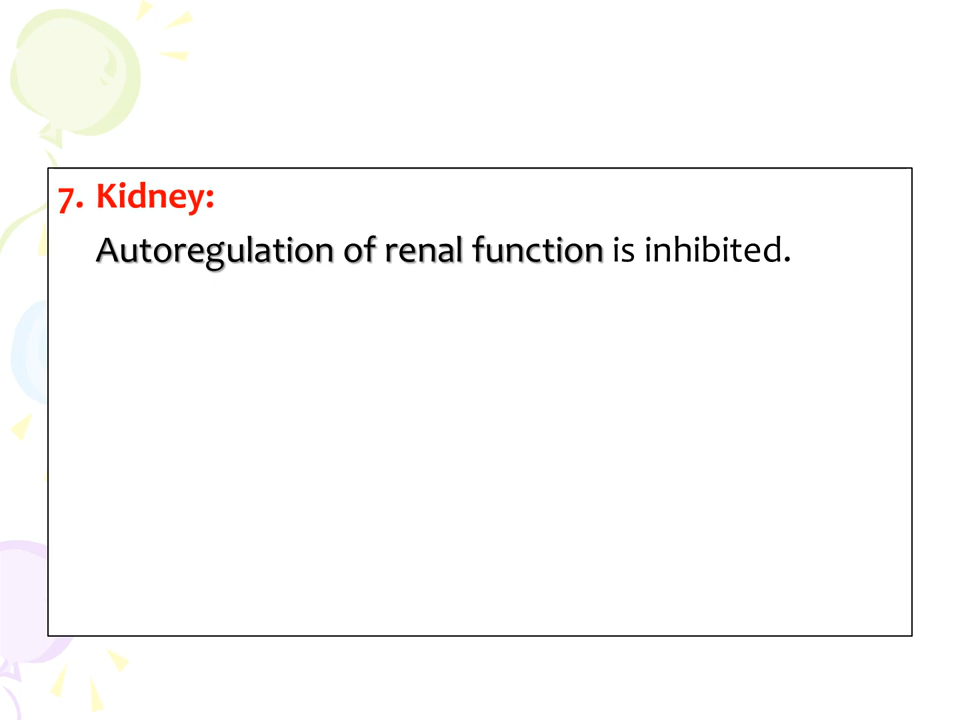 7. Kidney:
Autoregulation of renal function is inhibited.